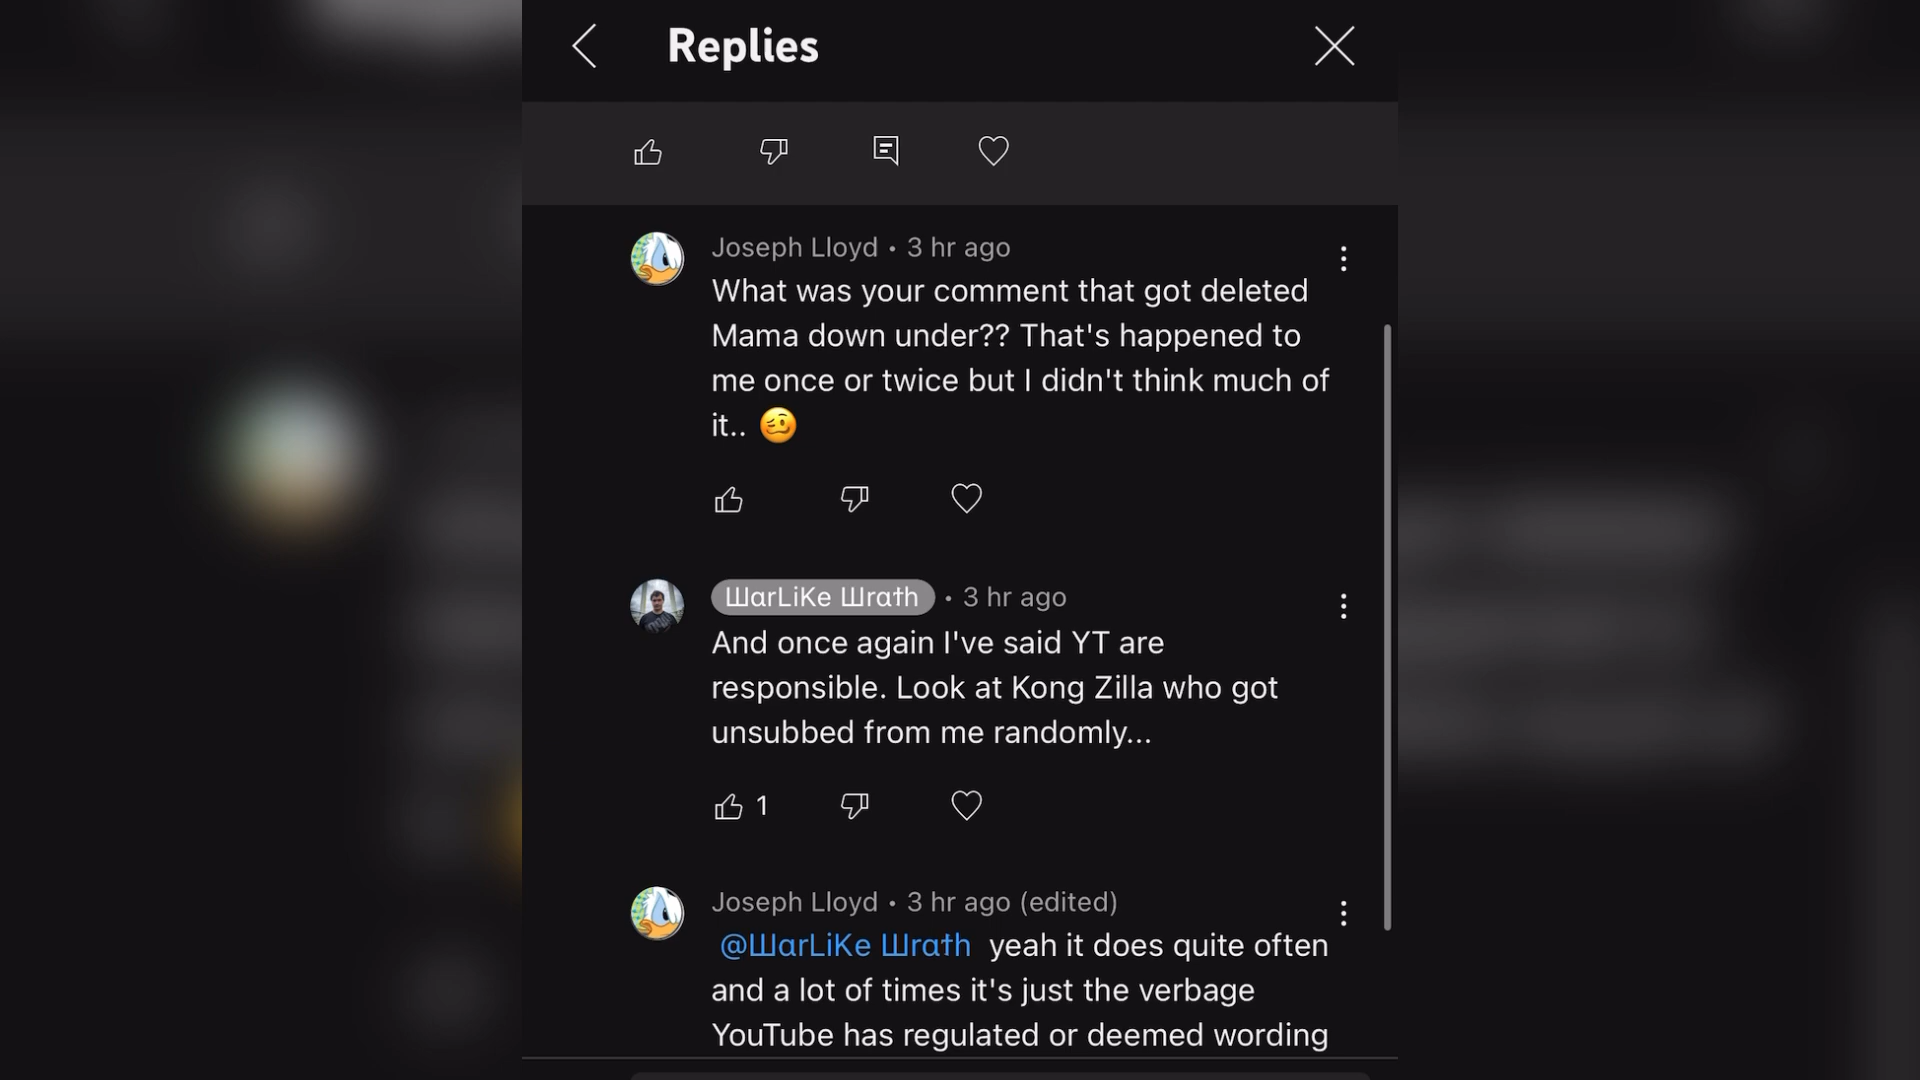 Replies
Joseph Lloyd • 3 hr ago
What was your comment that got deleted
Mama down under?? That's happened to
me once or twice but I didn't think much of
it.. 🥴
ШarLiKe Шrath • 3 hr ago
And once again I've said YT are
responsible. Look at Kong Zilla who got
unsubbed from me randomly...
1
Joseph Lloyd • 3 hr ago (edited)
@ШarLiKe Шrath yeah it does quite often
and a lot of times it's just the verbage
YouTube has regulated or deemed wording